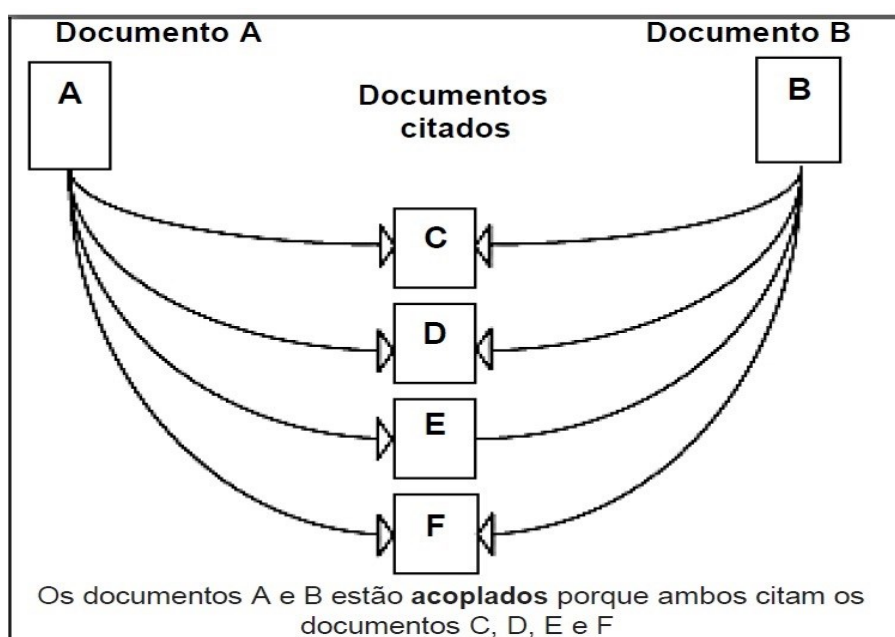 Documento A
Documento B
A
B
Documentos
citados
C
D
E
F
Os documentos A e B estão acoplados porque ambos citam os
documentos C, D, E e F